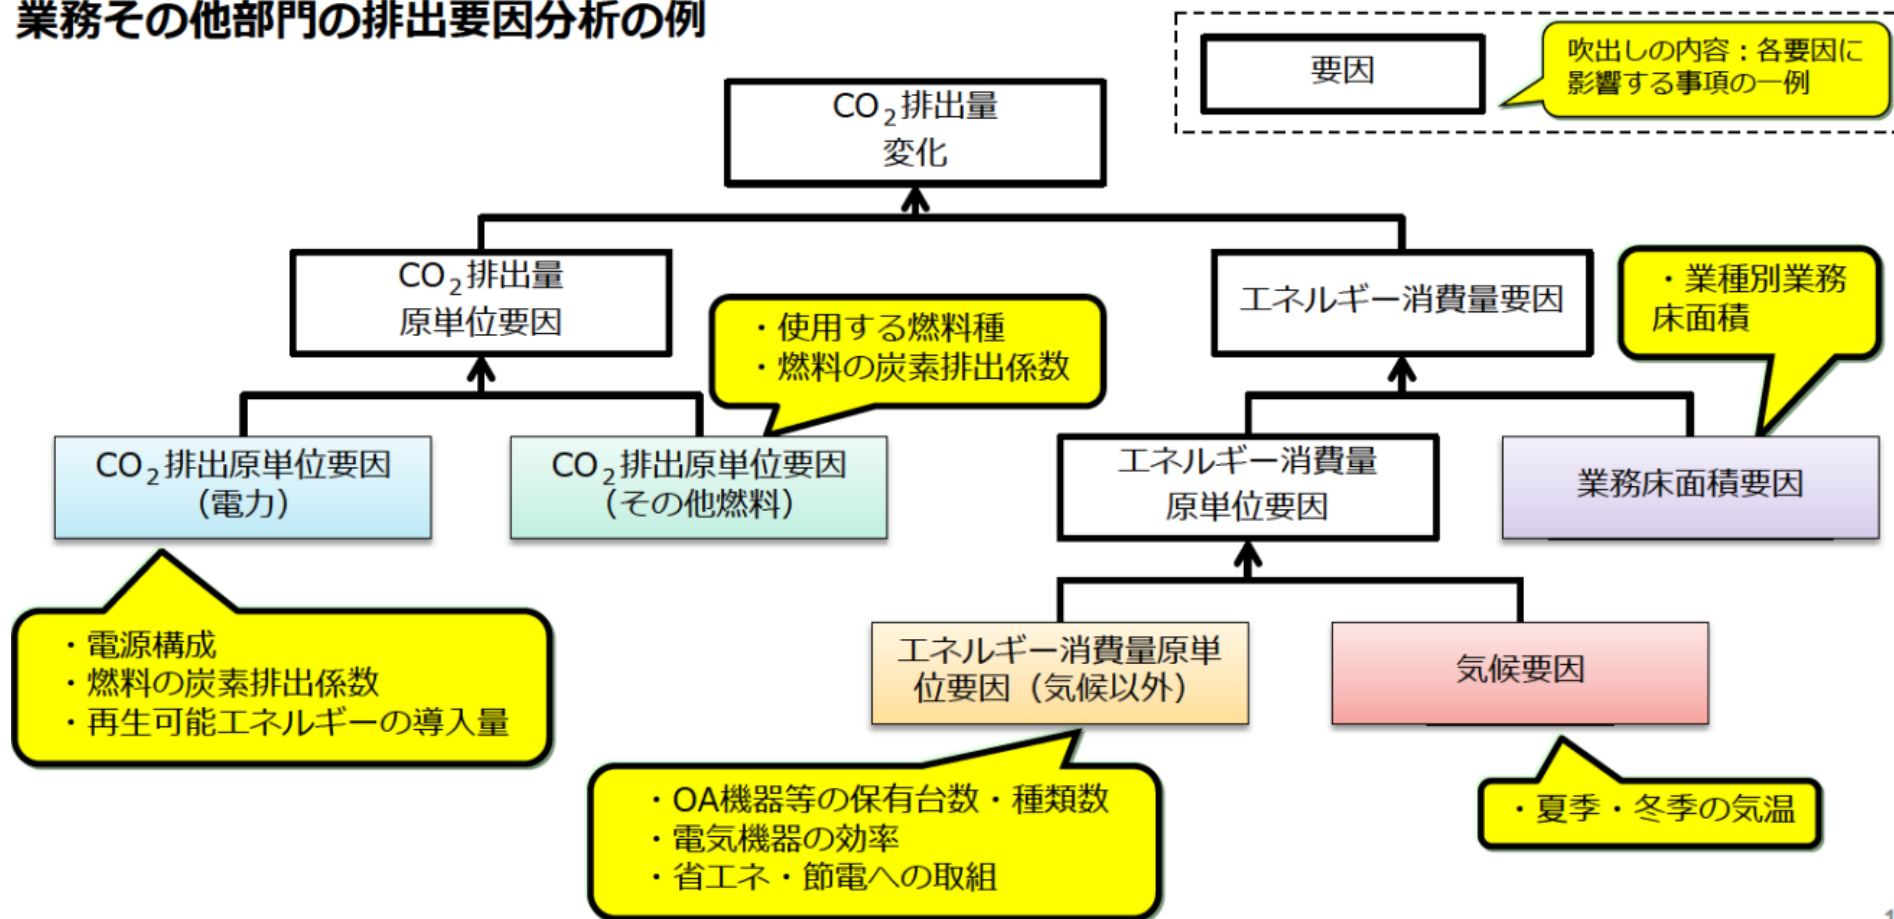 業務その他部門の排出要因分析の例
要因
吹出しの内容：各要因に
影響する事項の一例
CO₂排出量
変化
CO₂排出量
原単位要因
・使用する燃料種
・燃料の炭素排出係数
エネルギー消費量要因
・業種別業務
床面積
CO₂排出原単位要因
（電力）
CO₂排出原単位要因
（その他燃料）
エネルギー消費量
原単位要因
業務床面積要因
・電源構成
・燃料の炭素排出係数
・再生可能エネルギーの導入量
エネルギー消費量原単
位要因（気候以外）
気候要因
・OA機器等の保有台数・種類数
・電気機器の効率
・省エネ・節電への取組
・夏季・冬季の気温